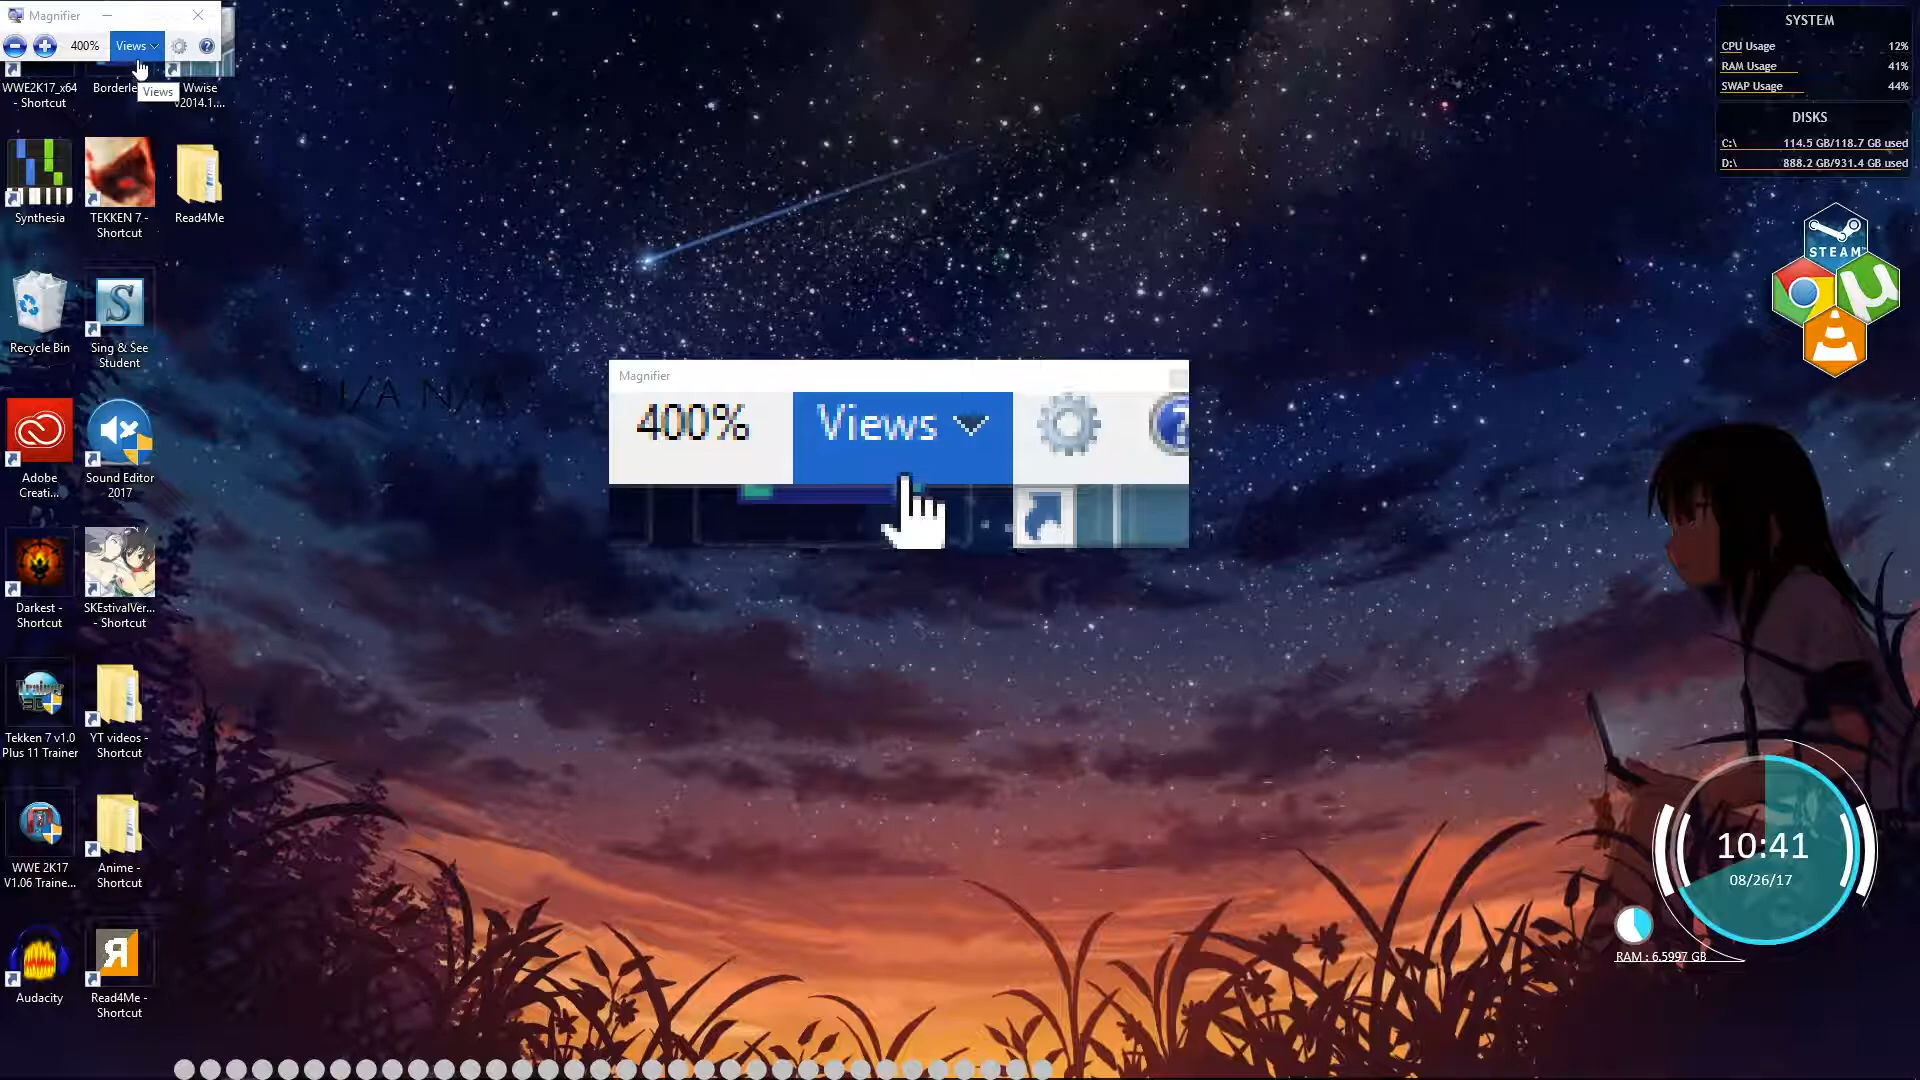 Magnifier
400%
Views
Views
WWE2K17_x64
- Shortcut
Borderle
Wwise
v2014.1....
Synthesia
TEKKEN 7 -
Shortcut
Read4Me
Recycle Bin
Sing & See
Student
Adobe
Creati...
Sound Editor
2017
Darkest -
Shortcut
SKEstivalVer...
- Shortcut
Tekken 7 v1.0
Plus 11 Trainer
YT videos -
Shortcut
WWE 2K17
V1.06 Traine...
Anime -
Shortcut
Audacity
Read4Me -
Shortcut
Magnifier
400%
Views
SYSTEM
CPU Usage 12%
RAM Usage 41%
SWAP Usage 44%
DISKS
C:\ 114.5 GB/118.7 GB used
D:\ 888.2 GB/931.4 GB used
STEAM
10:41
08/26/17
RAM : 6.5997 GB